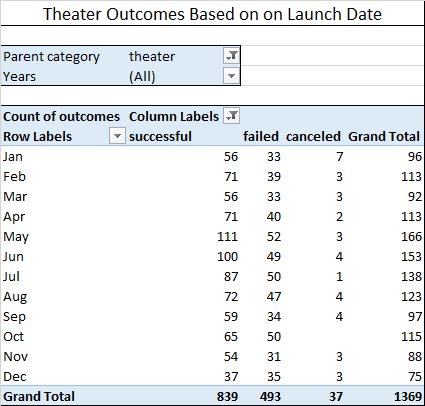 Theater Outcomes Based on on Launch Date
Parent category theater
Years (All)
Count of outcomes Column Labels
Row Labels successful failed canceled Grand Total
Jan 56 33 7 96
Feb 71 39 3 113
Mar 56 33 3 92
Apr 71 40 2 113
May 111 52 3 166
Jun 100 49 4 153
Jul 87 50 1 138
Aug 72 47 4 123
Sep 59 34 4 97
Oct 65 50 115
Nov 54 31 3 88
Dec 37 35 3 75
Grand Total 839 493 37 1369